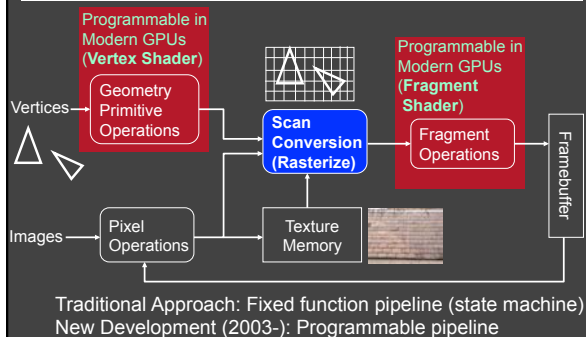 Programmable in
Modern GPUs
(Vertex Shader)
Programmable in
Modern GPUs
(Fragment
Shader)
Vertices
Geometry
Primitive
Operations
Scan
Conversion
(Rasterize)
Fragment
Operations
Framebuffer
Images
Pixel
Operations
Texture
Memory
Traditional Approach: Fixed function pipeline (state machine)
New Development (2003-): Programmable pipeline